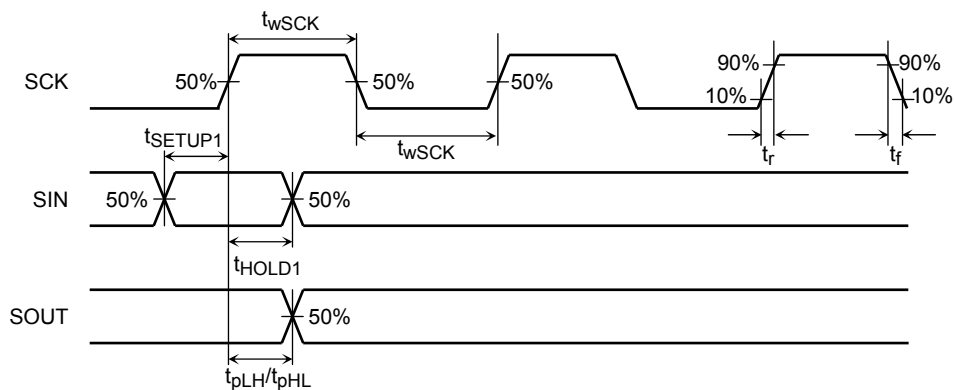 twSCK
SCK 50% 50% 50% 90% 90%
10% 10%
tSETUP1 twSCK tr tf
SIN 50% 50%
tHOLD1
SOUT 50%
tpLH/tpHL